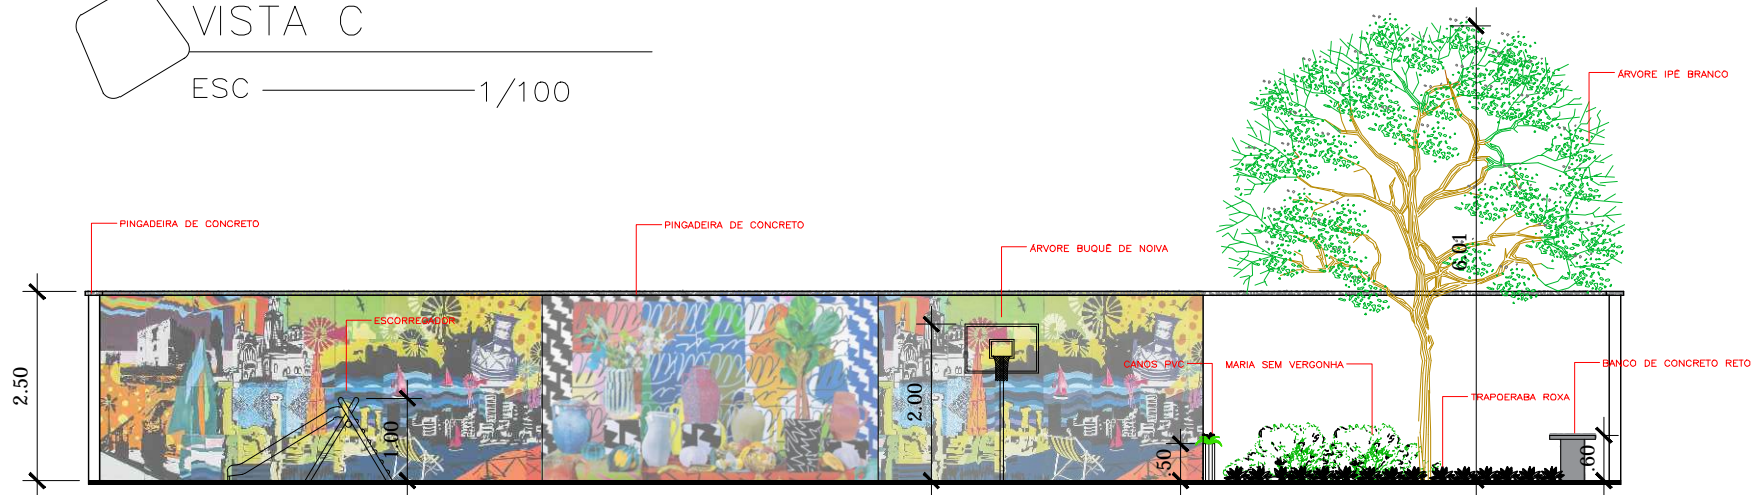 VISTA C
ESC 1/100
ÁRVORE IPÊ BRANCO
PINGADEIRA DE CONCRETO
PINGADEIRA DE CONCRETO
ÁRVORE BUQUÊ DE NOIVA
6.01
ESCORREGADOR
CANOS PVC
MARIA SEM VERGONHA
BANCO DE CONCRETO RETO
TRAPOERABA ROXA
2.50
1.00
2.00
.50
.60